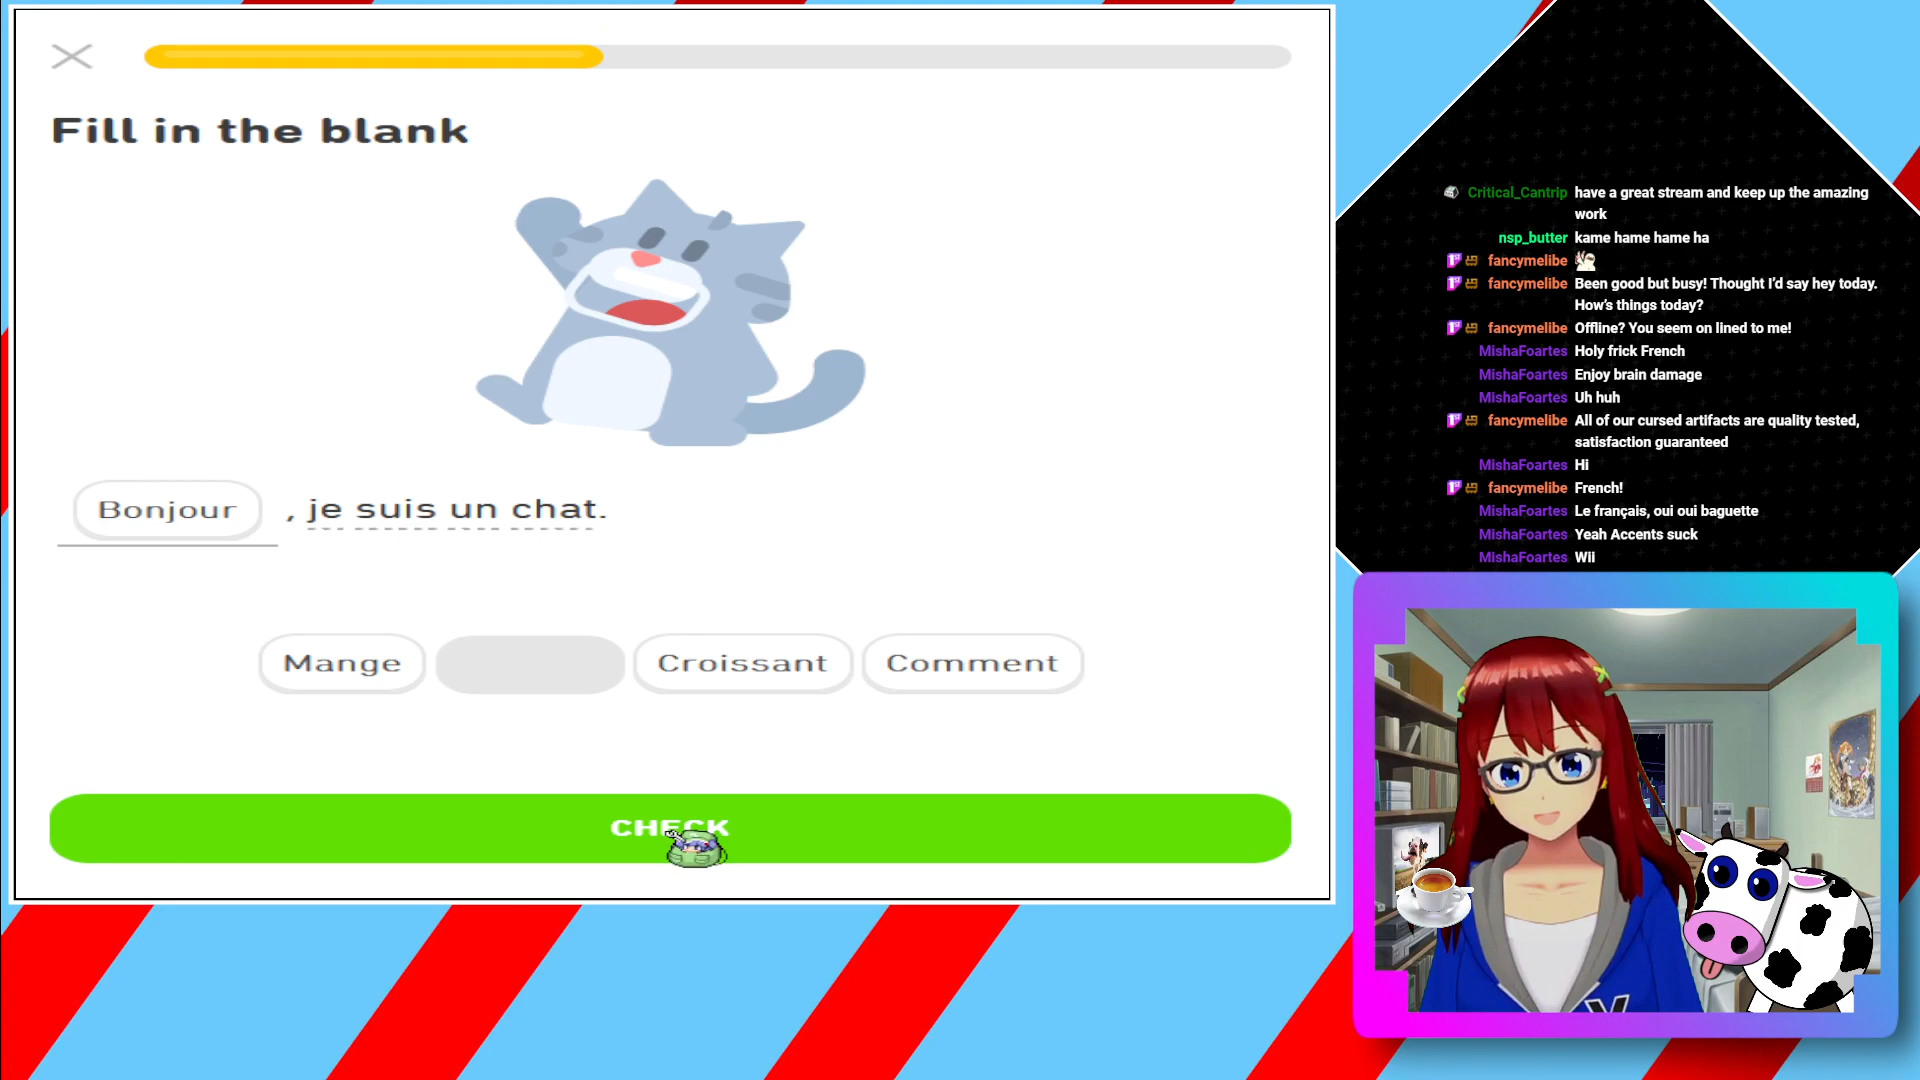 Fill in the blank
Bonjour , je suis un chat.
Mange Croissant Comment
CHECK
Critical_Cantrip have a great stream and keep up the amazing
work
nsp_butter kame hame hame ha
fancymelibe
fancymelibe Been good but busy! Thought I'd say hey today.
How's things today?
fancymelibe Offline? You seem on lined to me!
MishaFoartes Holy frick French
MishaFoartes Enjoy brain damage
MishaFoartes Uh huh
fancymelibe All of our cursed artifacts are quality tested,
satisfaction guaranteed
MishaFoartes Hi
fancymelibe French!
MishaFoartes Le français, oui oui baguette
MishaFoartes Yeah Accents suck
MishaFoartes Wii